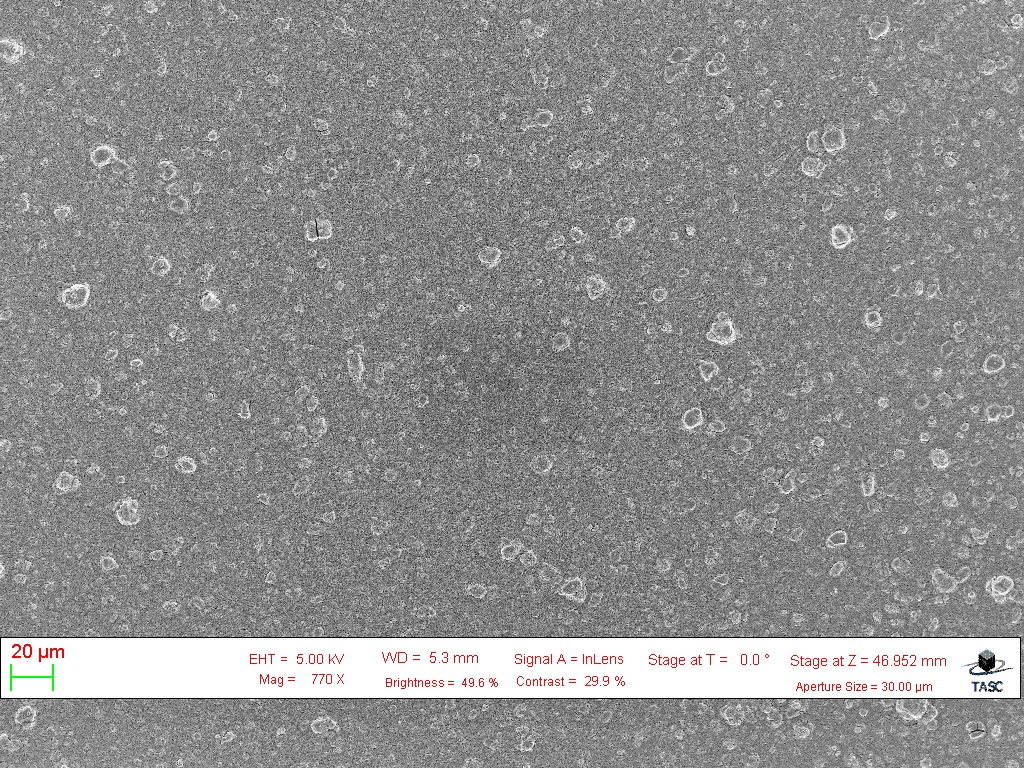 20 µm
EHT = 5.00 kV WD = 5.3 mm Signal A = InLens Stage at T = 0.0 ° Stage at Z = 46.952 mm
Mag = 770 X Brightness = 49.6 % Contrast = 29.9 % Aperture Size = 30.00 µm
TASC